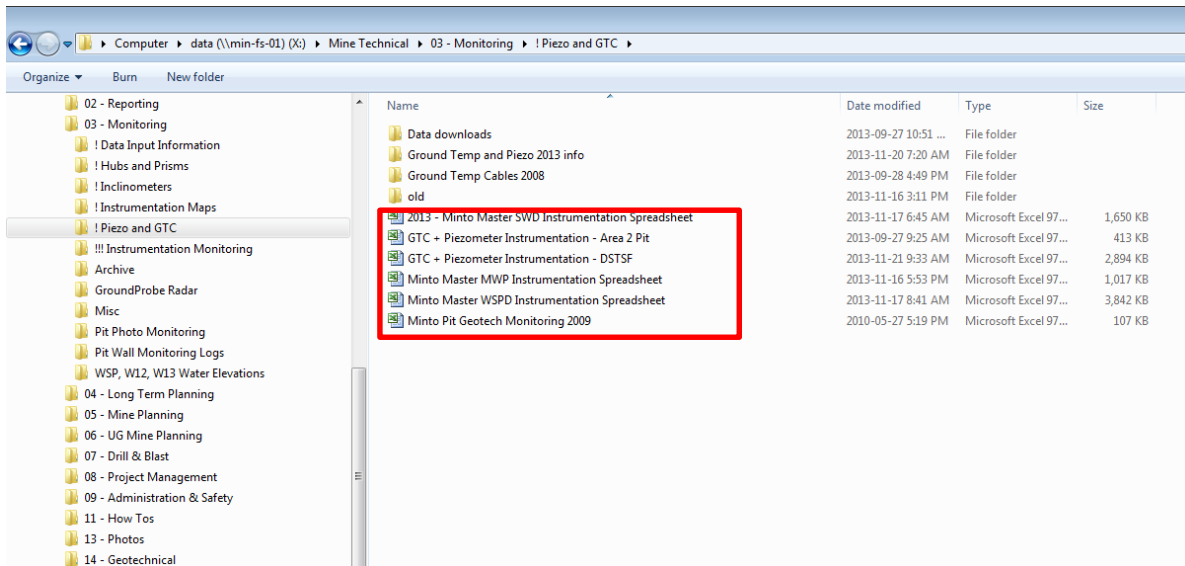 Computer ▸ data (\\min-fs-01) (X:) ▸ Mine Technical ▸ 03 - Monitoring ▸ ! Piezo and GTC ▸
Organize ▾ Burn New folder
02 - Reporting
03 - Monitoring
! Data Input Information
! Hubs and Prisms
! Inclinometers
! Instrumentation Maps
! Piezo and GTC
!!! Instrumentation Monitoring
Archive
GroundProbe Radar
Misc
Pit Photo Monitoring
Pit Wall Monitoring Logs
WSP, W12, W13 Water Elevations
04 - Long Term Planning
05 - Mine Planning
06 - UG Mine Planning
07 - Drill & Blast
08 - Project Management
09 - Administration & Safety
11 - How Tos
13 - Photos
14 - Geotechnical
Name Date modified Type Size
Data downloads 2013-09-27 10:51 ... File folder
Ground Temp and Piezo 2013 info 2013-11-20 7:20 AM File folder
Ground Temp Cables 2008 2013-09-28 4:49 PM File folder
old 2013-11-16 3:11 PM File folder
2013 - Minto Master SWD Instrumentation Spreadsheet 2013-11-17 6:45 AM Microsoft Excel 97... 1,650 KB
GTC + Piezometer Instrumentation - Area 2 Pit 2013-09-27 9:25 AM Microsoft Excel 97... 413 KB
GTC + Piezometer Instrumentation - DSTSF 2013-11-21 9:33 AM Microsoft Excel 97... 2,894 KB
Minto Master MWP Instrumentation Spreadsheet 2013-11-16 5:53 PM Microsoft Excel 97... 1,017 KB
Minto Master WSPD Instrumentation Spreadsheet 2013-11-17 8:41 AM Microsoft Excel 97... 3,842 KB
Minto Pit Geotech Monitoring 2009 2010-05-27 5:19 PM Microsoft Excel 97... 107 KB